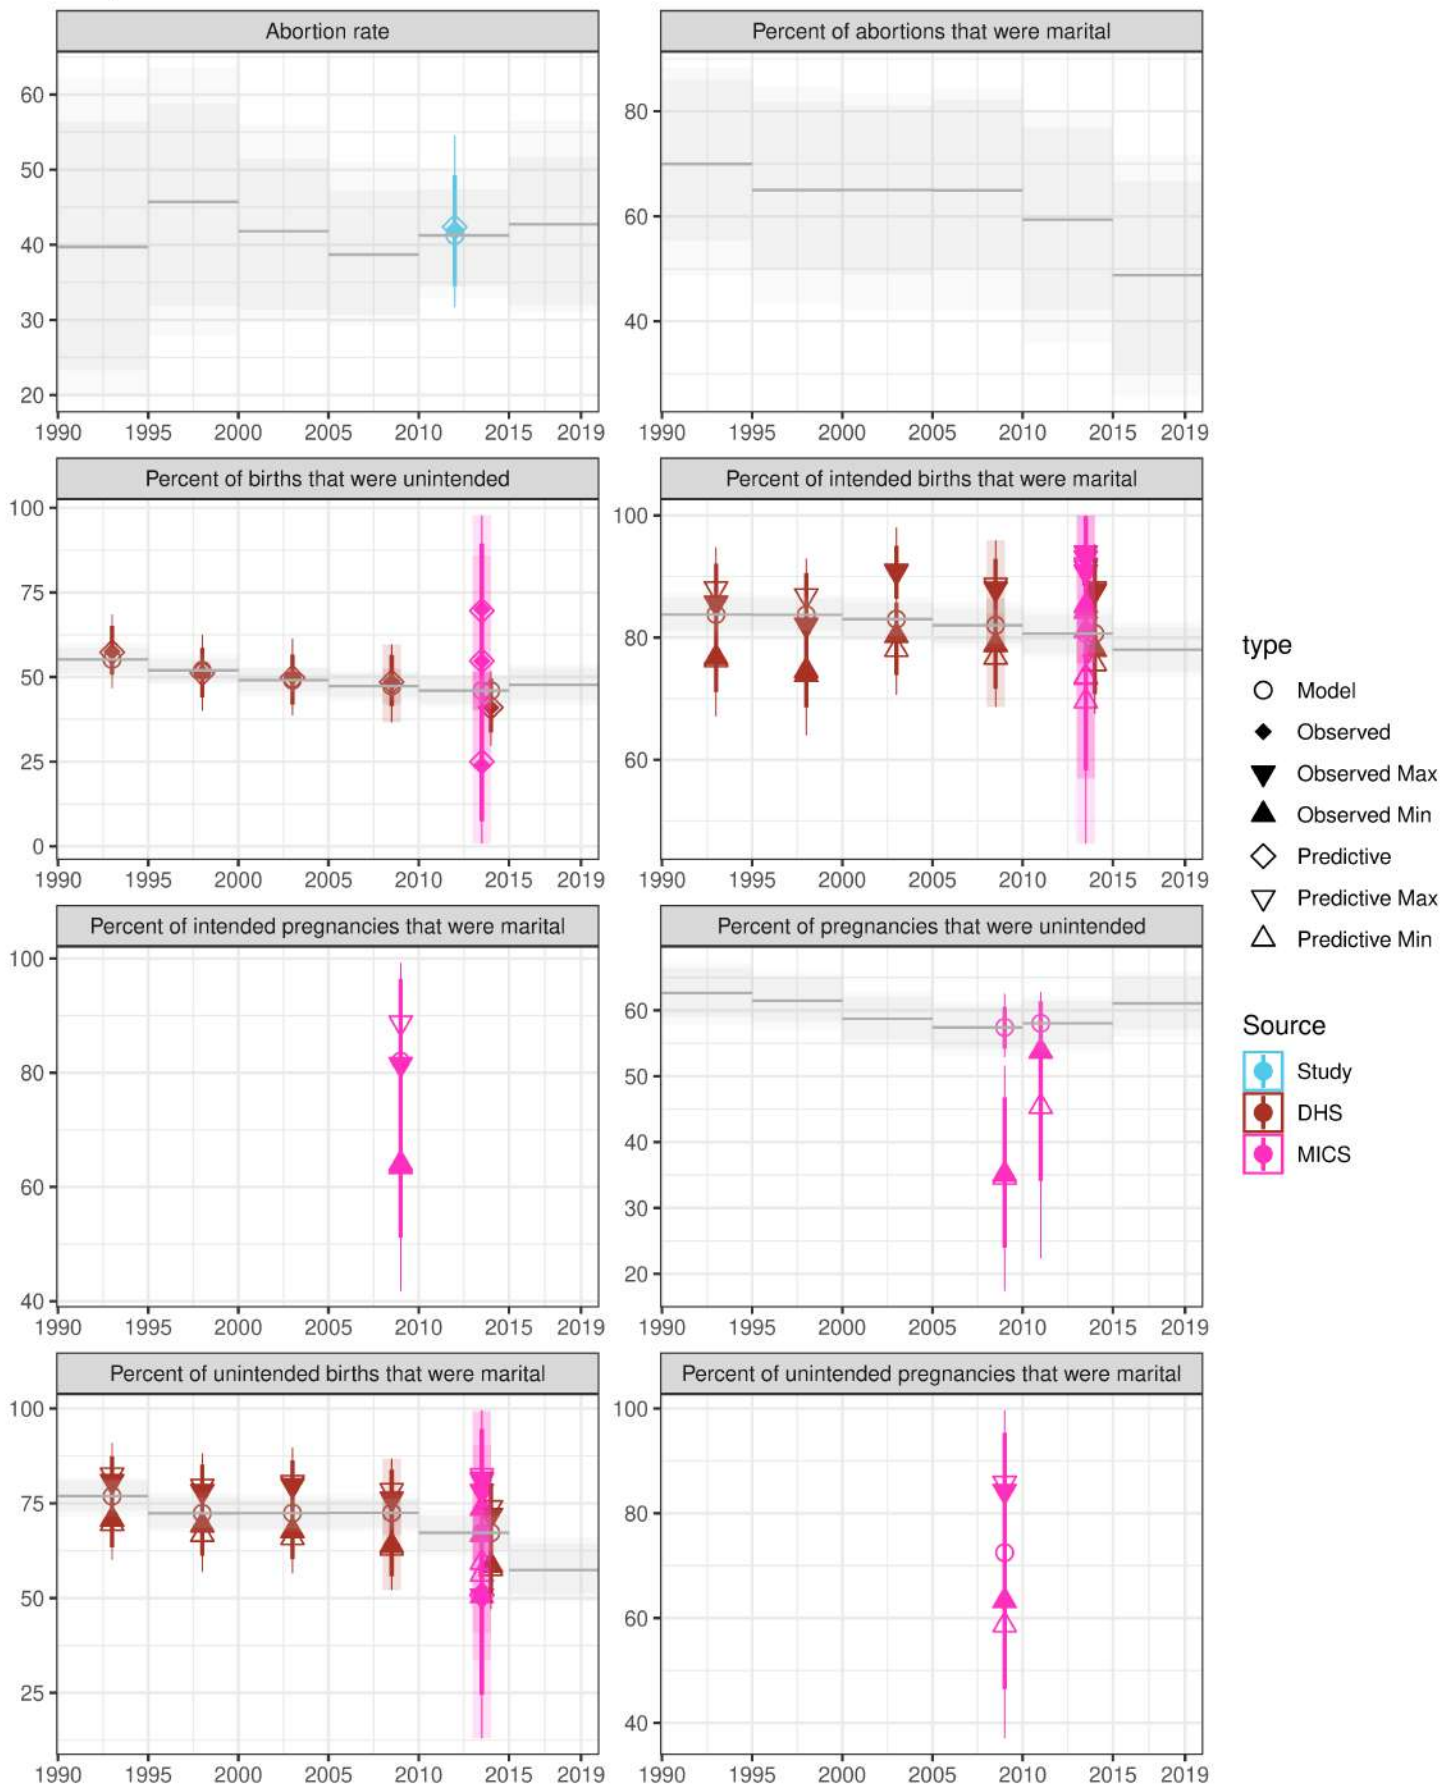 Abortion rate
60
50
40
30
20
1990 1995 2000 2005 2010 2015 2019
Percent of abortions that were marital
80
60
40
1990 1995 2000 2005 2010 2015 2019
Percent of births that were unintended
100
75
50
25
0
1990 1995 2000 2005 2010 2015 2019
Percent of intended births that were marital
100
80
60
1990 1995 2000 2005 2010 2015 2019
Percent of intended pregnancies that were marital
100
80
60
40
1990 1995 2000 2005 2010 2015 2019
Percent of pregnancies that were unintended
60
50
40
30
20
1990 1995 2000 2005 2010 2015 2019
Percent of unintended births that were marital
100
75
50
25
1990 1995 2000 2005 2010 2015 2019
Percent of unintended pregnancies that were marital
100
80
60
40
1990 1995 2000 2005 2010 2015 2019
type
Model
Observed
Observed Max
Observed Min
Predictive
Predictive Max
Predictive Min
Source
Study
DHS
MICS